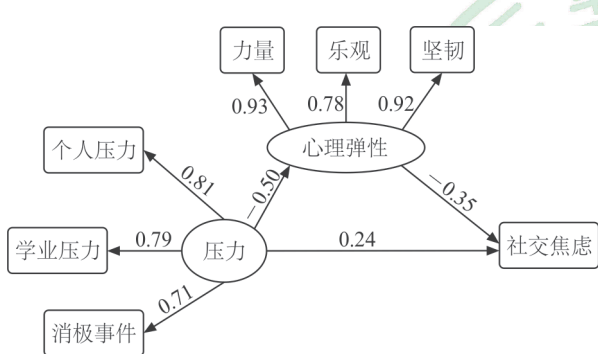 力量
乐观
坚韧
0.93
0.78
0.92
心理弹性
个人压力
0.81
-0.50
-0.35
学业压力
0.79
压力
0.24
社交焦虑
0.71
消极事件